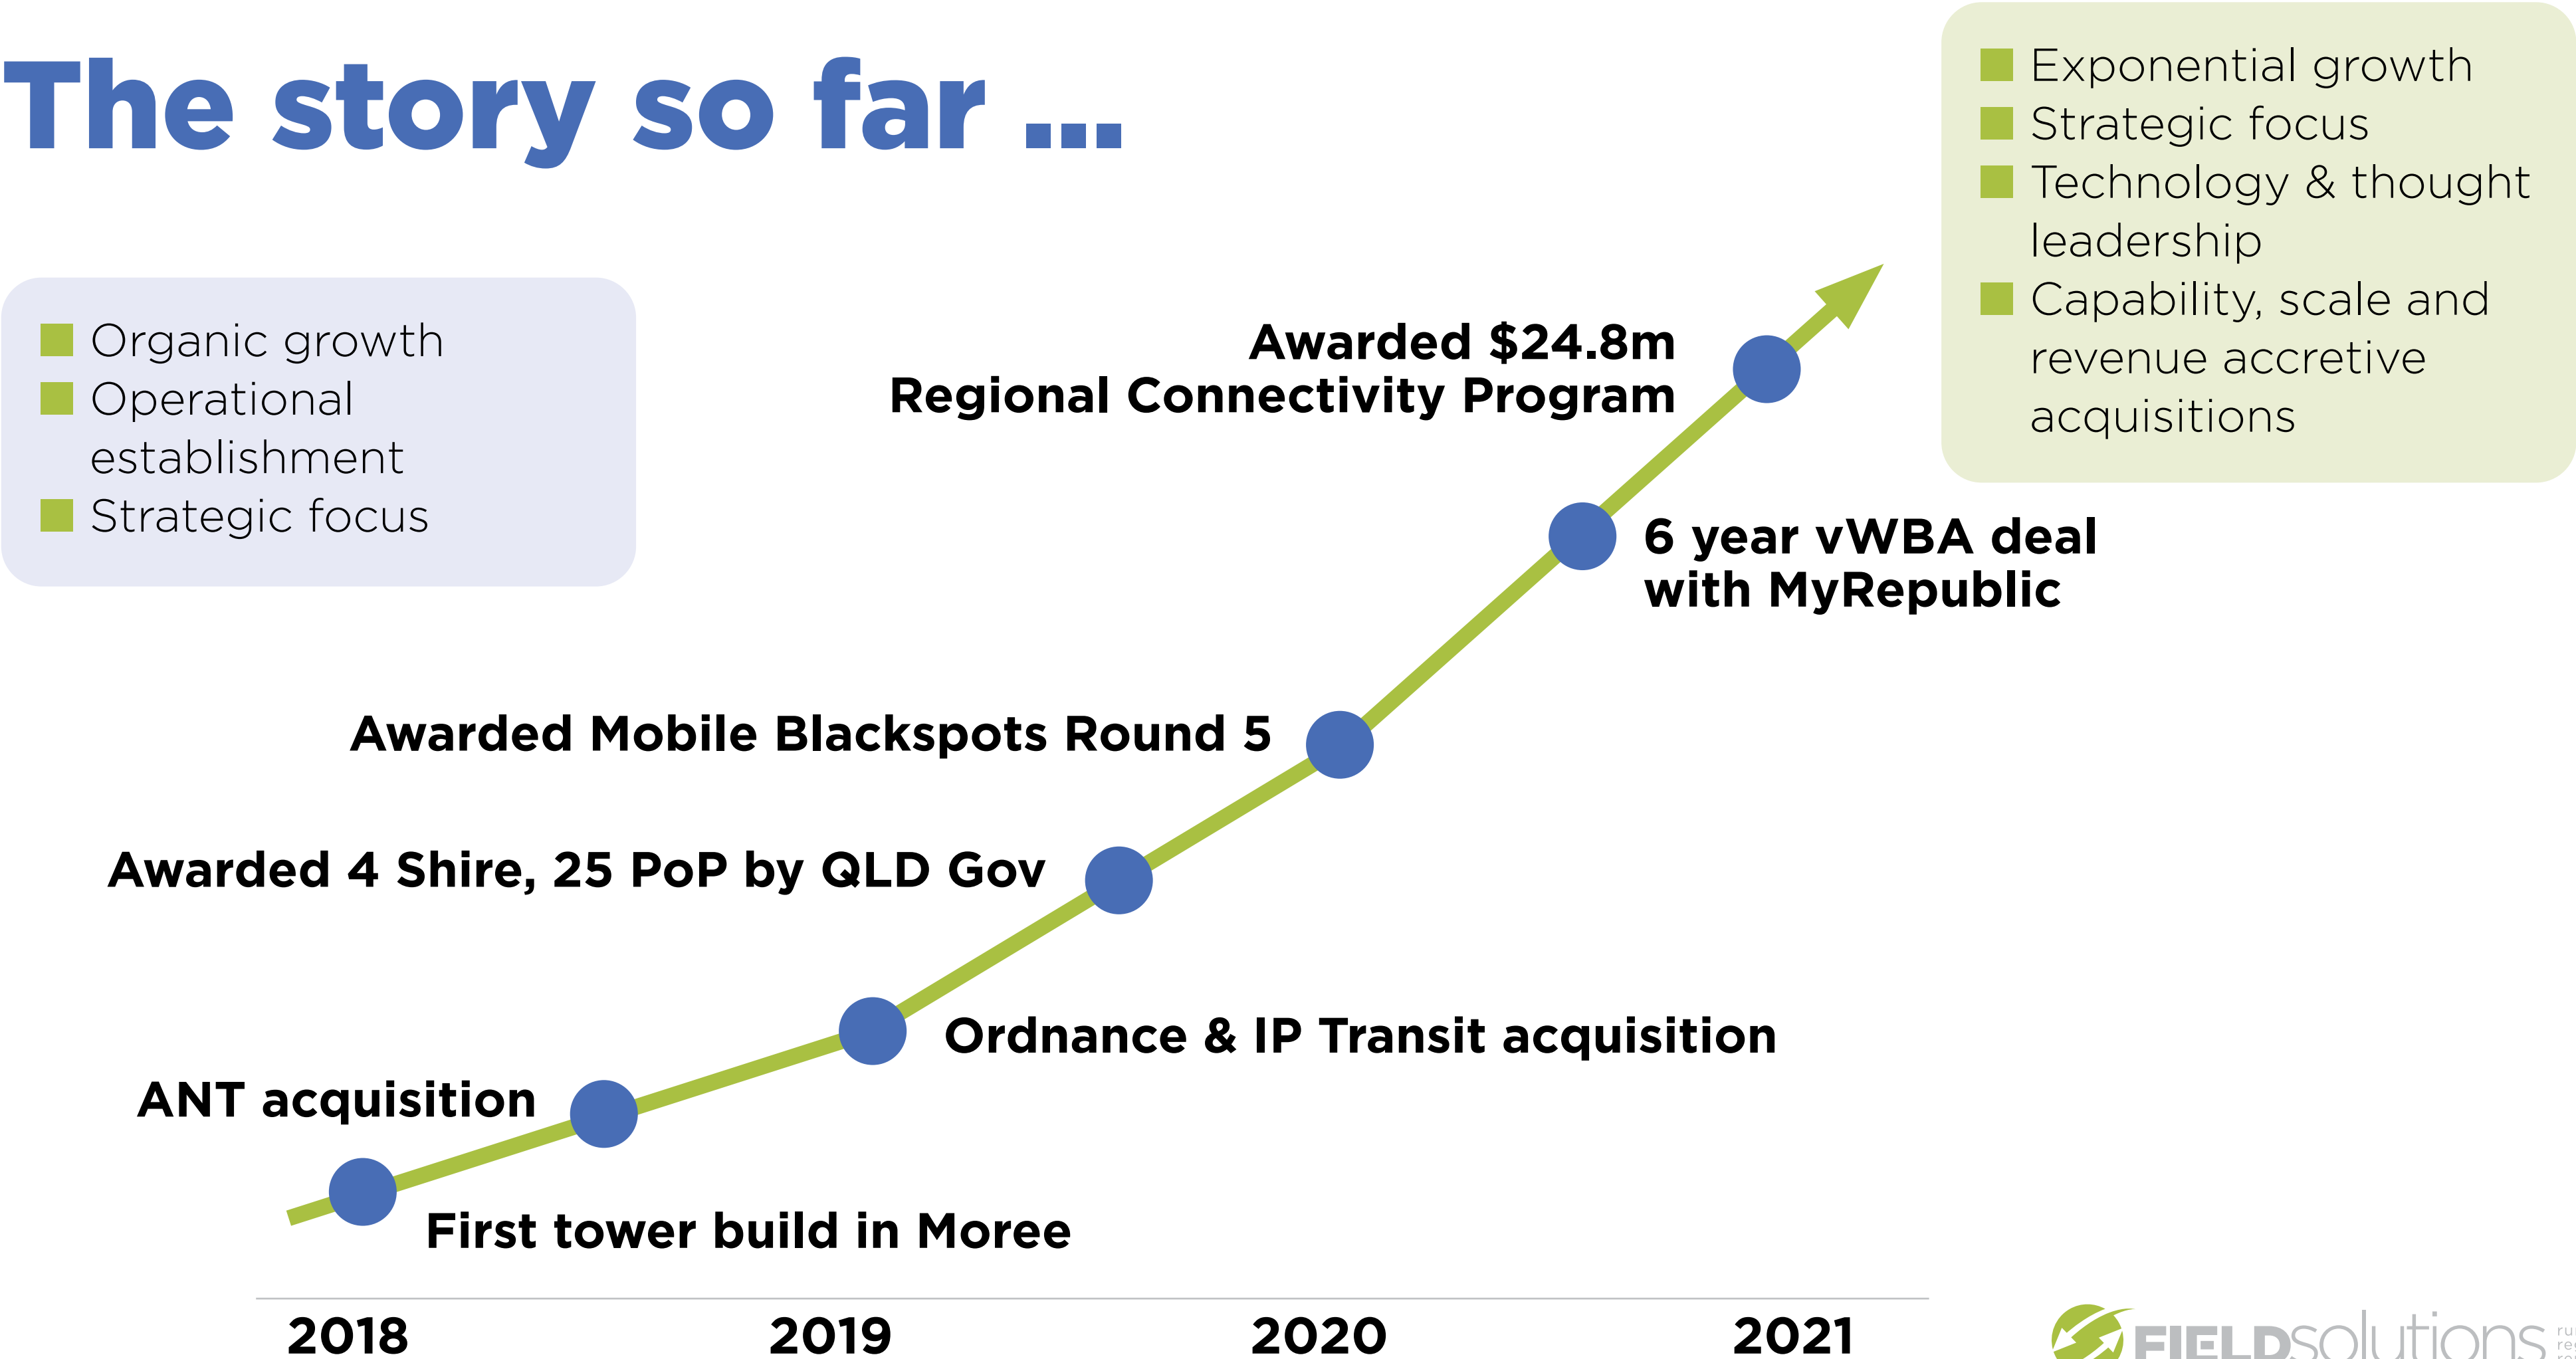 The story so far ...
Organic growth
Operational
establishment
Strategic focus
Exponential growth
Strategic focus
Technology & thought
leadership
Capability, scale and
revenue accretive
acquisitions
Awarded $24.8m
Regional Connectivity Program
6 year vWBA deal
with MyRepublic
Awarded Mobile Blackspots Round 5
Awarded 4 Shire, 25 PoP by QLD Gov
Ordnance & IP Transit acquisition
ANT acquisition
First tower build in Moree
2018 2019 2020 2021
FIELDsolutions